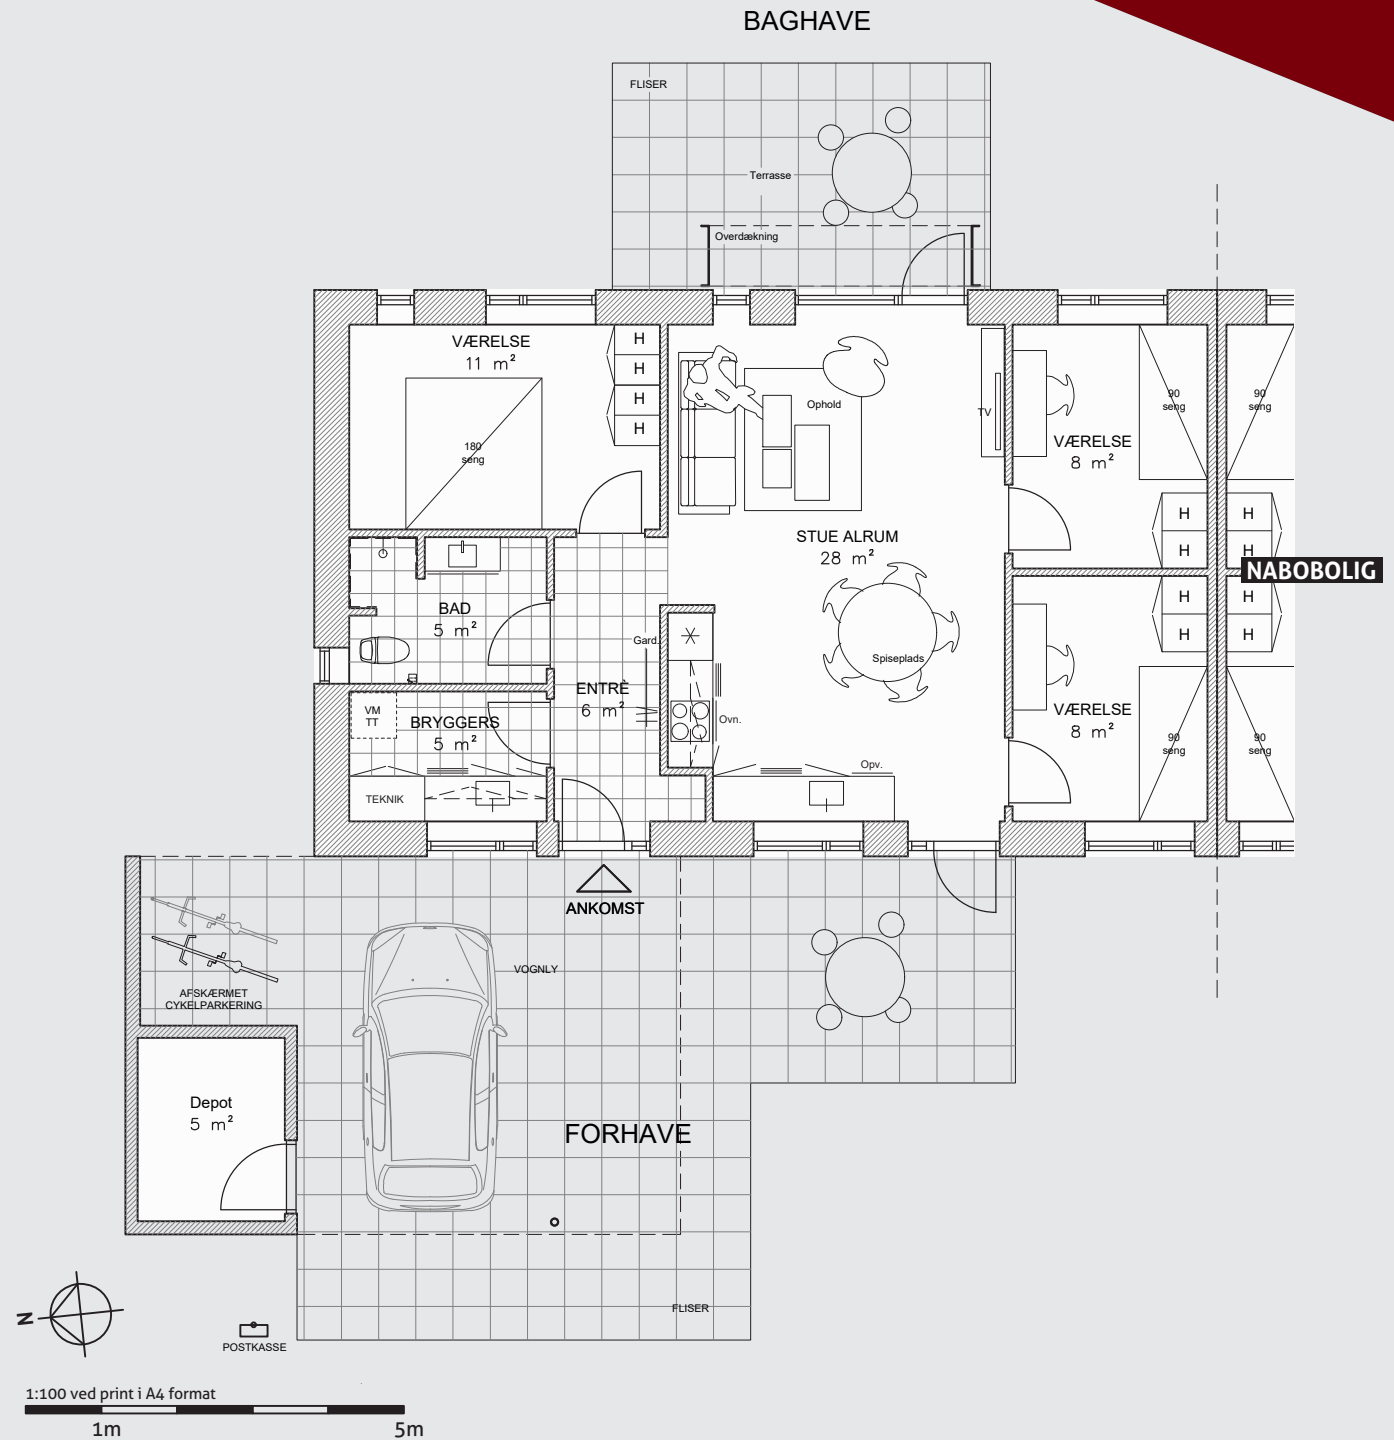 BAGHAVE
FLISER
Terrasse
Overdækning
VÆRELSE
11 m²
H
H
H
H
180
seng
Ophold
TV
VÆRELSE
8 m²
90
seng
90
seng
H
H
H
H
STUE ALRUM
28 m²
NABOBOLIG
BAD
5 m²
Gard.
Spiseplads
H
H
H
H
ENTRÈ
6 m²
VM
TT
BRYGGERS
5 m²
Ovn.
Opv.
TEKNIK
VÆRELSE
8 m²
90
seng
90
seng
ANKOMST
VOGNLY
AFSKÆRMET
CYKELPARKERING
Depot
5 m²
FORHAVE
FLISER
N
POSTKASSE
1:100 ved print i A4 format
1m
5m